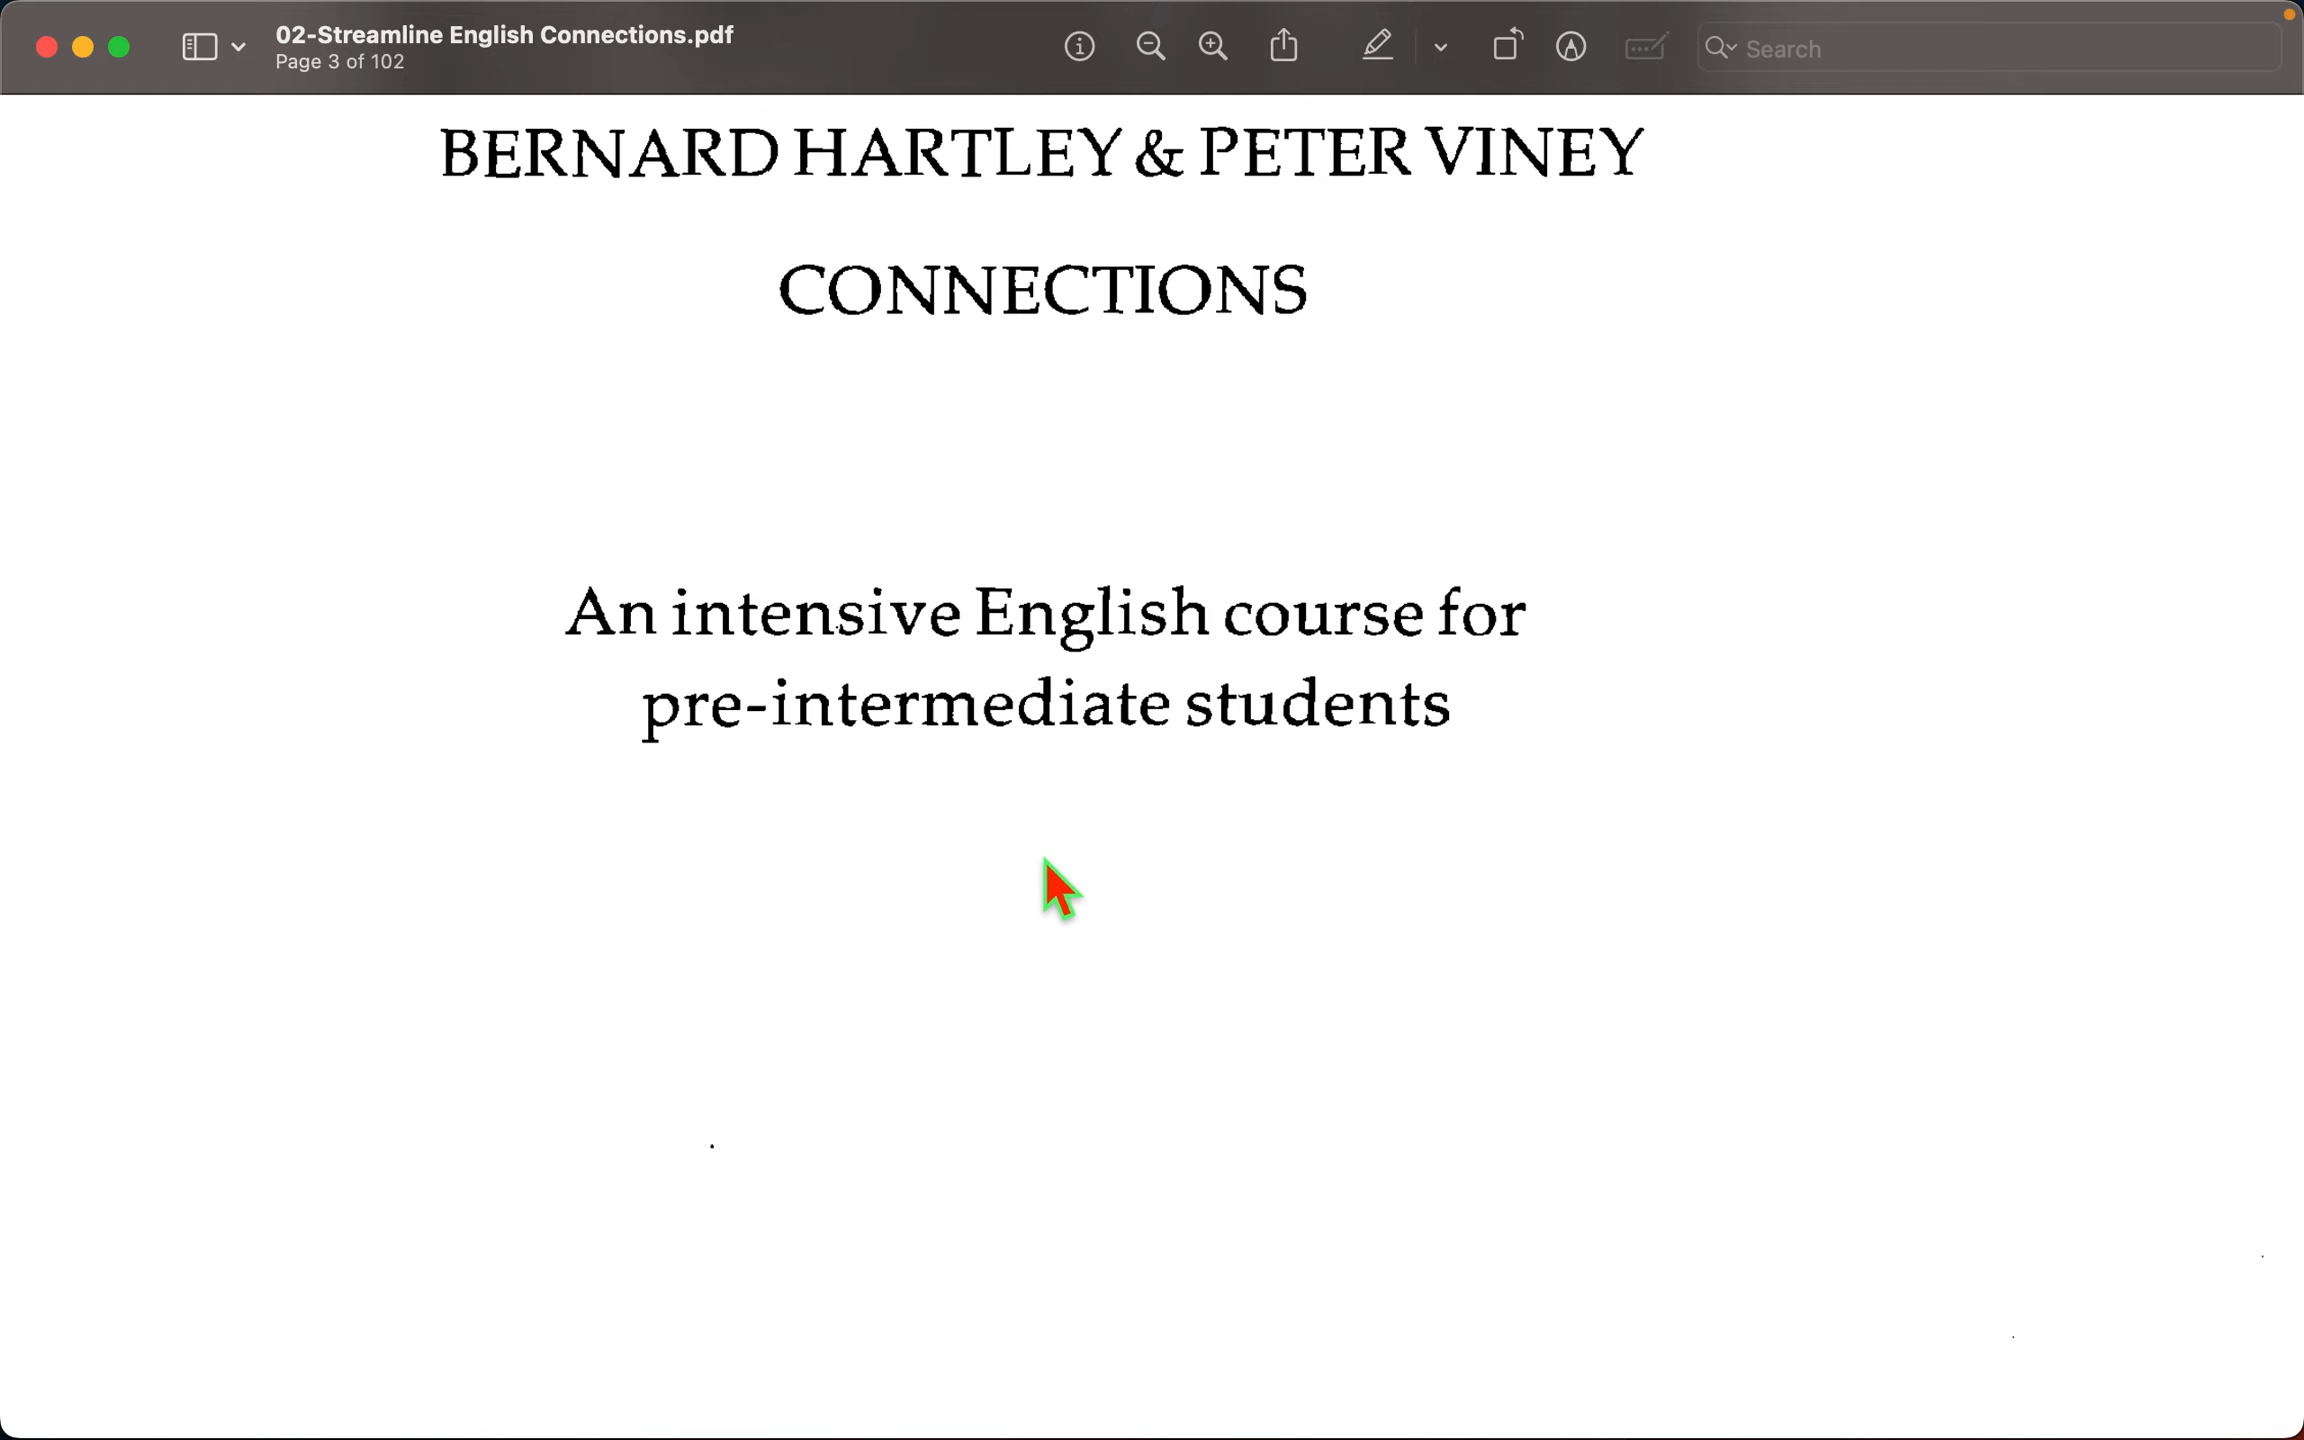 02-Streamline English Connections.pdf
Page 3 of 102
Search
BERNARD HARTLEY & PETER VINEY
CONNECTIONS
An intensive English course for
pre-intermediate students